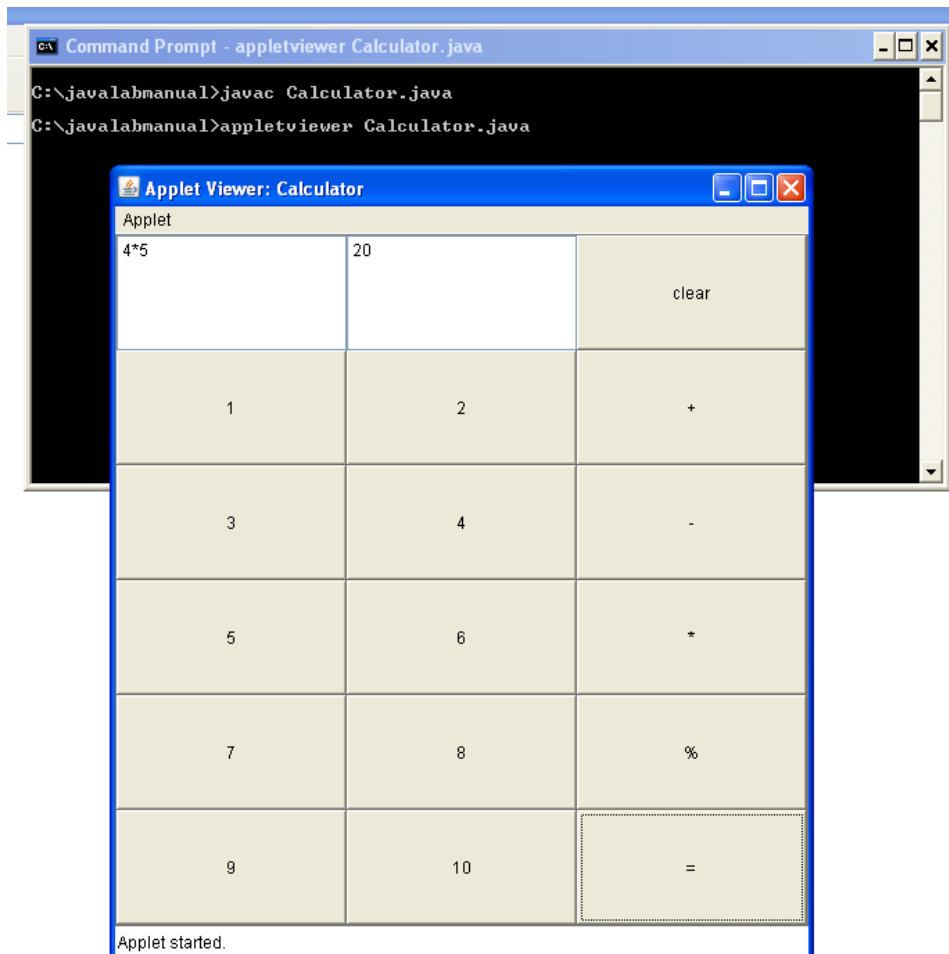 Command Prompt - appletviewer Calculator.java
C:\javalabmanual>javac Calculator.java
C:\javalabmanual>appletviewer Calculator.java
Applet Viewer: Calculator
Applet
4*5 20 clear
1 2 +
3 4 -
5 6 *
7 8 %
9 10 =
Applet started.